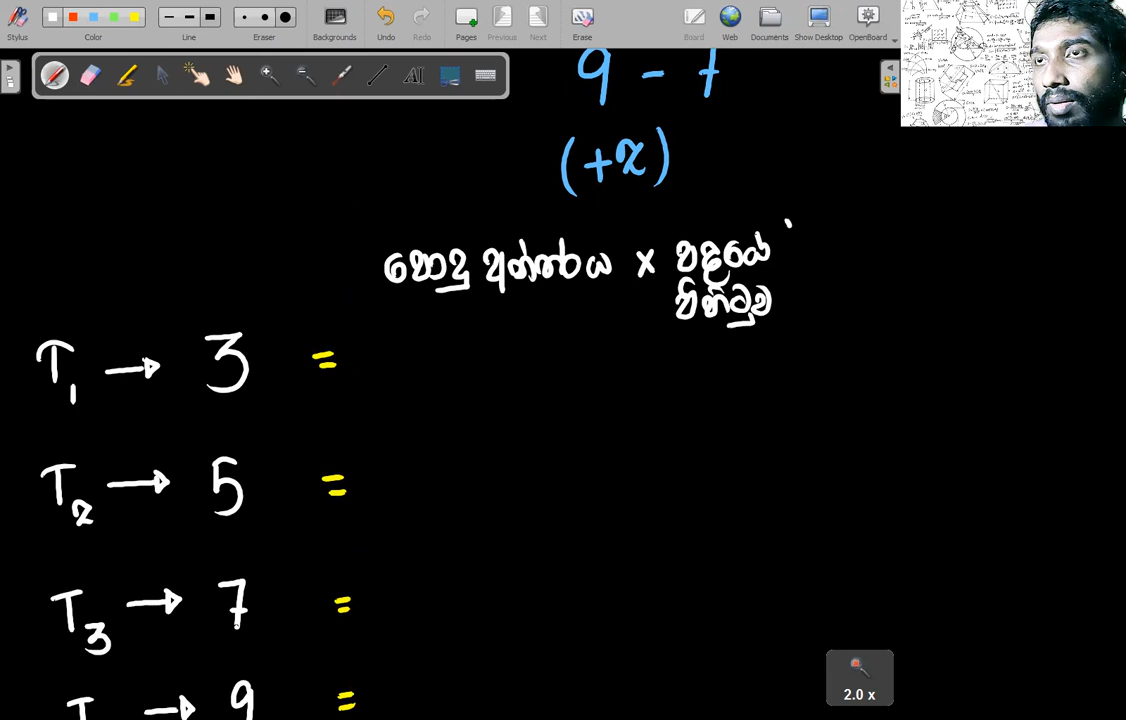 Stylus
Color
Line
Eraser
Backgrounds
Undo
Redo
Pages
Previous
Next
Erase
Board
Web
Documents
Show Desktop
OpenBoard
9 - 7
(+2)
පොදු අන්තරය × පදයේ
පිහිටුව
T1 → 3 =
T2 → 5 =
T3 → 7 =
T → 9 =
2.0 x